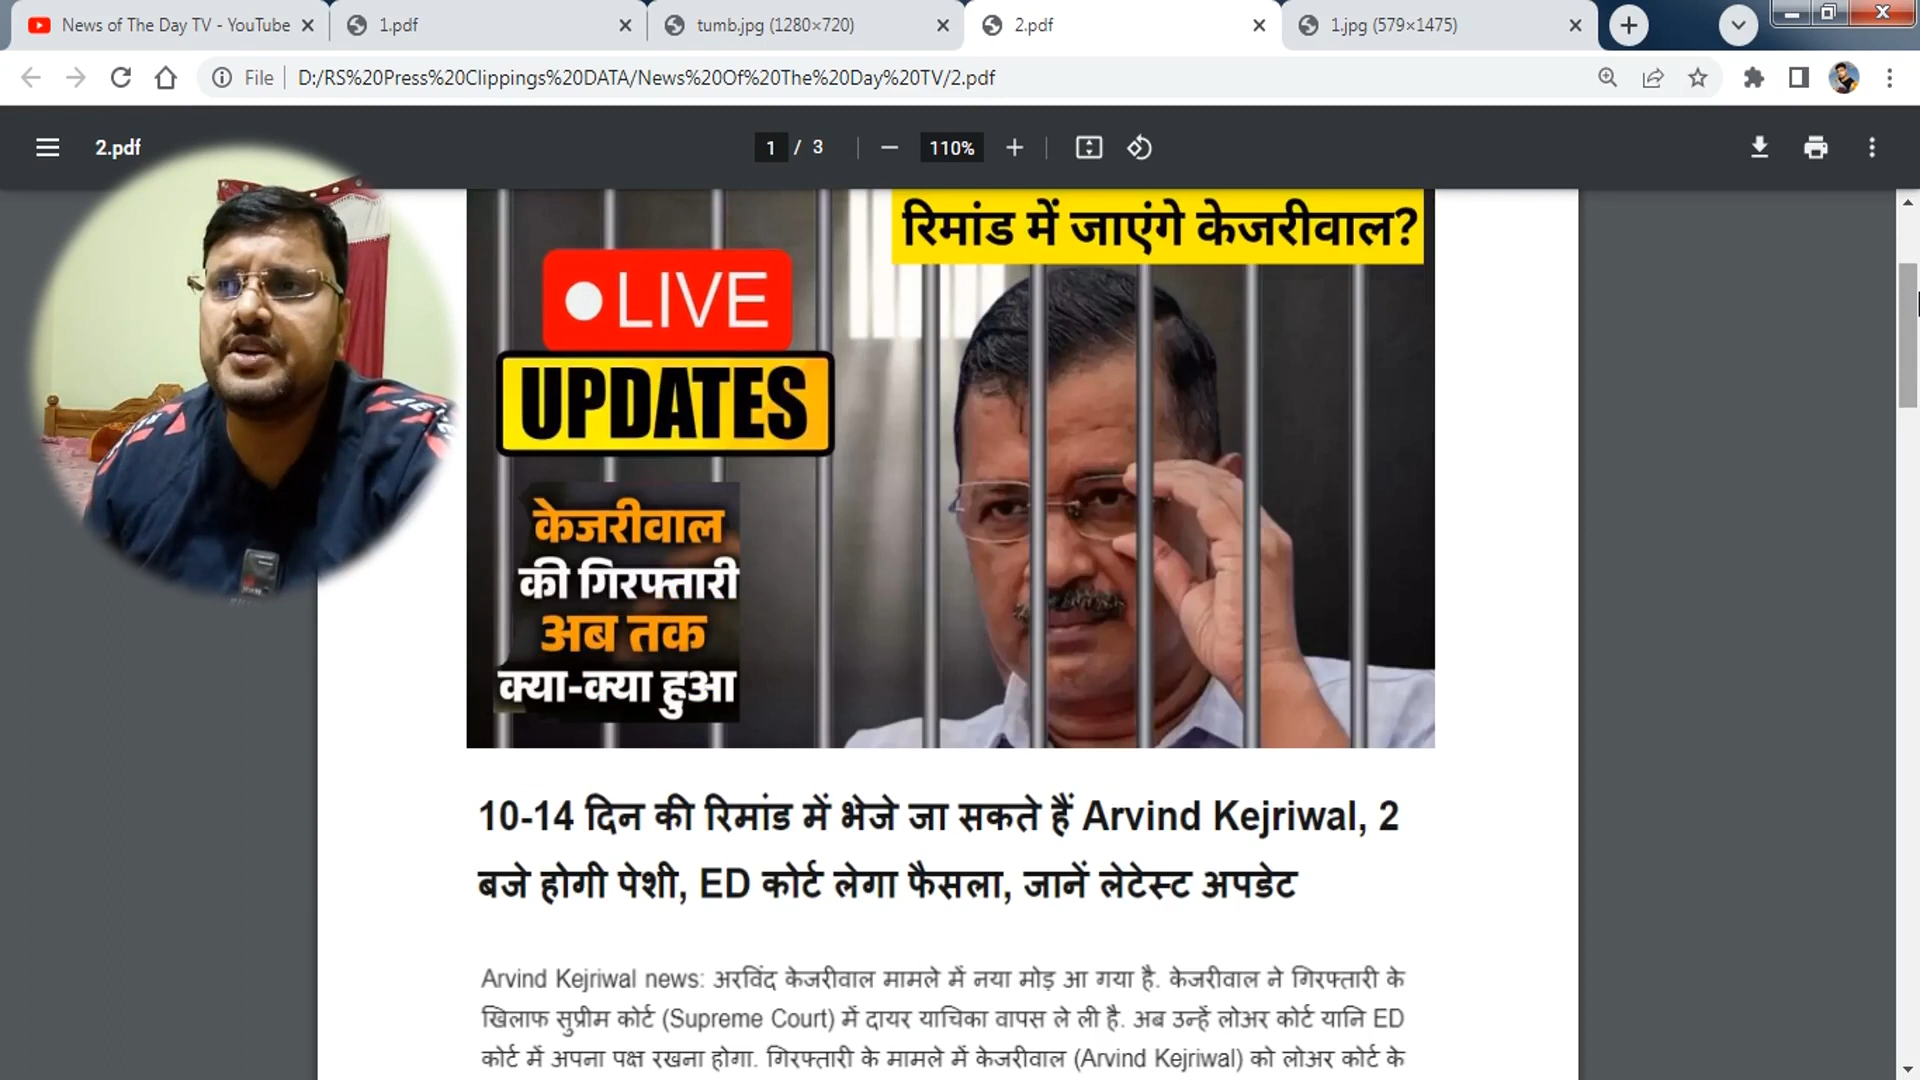 News of The Day TV - YouTube
1.pdf
tumb.jpg (1280×720)
2.pdf
1.jpg (579×1475)
File
D:/RS%20Press%20Clippings%20DATA/News%20Of%20The%20Day%20TV/2.pdf
2.pdf
1 / 3
110%
रिमांड में जाएंगे केजरीवाल?
LIVE
UPDATES
केजरीवाल
की गिरफ्तारी
अब तक
क्या-क्या हुआ
10-14 दिन की रिमांड में भेजे जा सकते हैं Arvind Kejriwal, 2
बजे होगी पेशी, ED कोर्ट लेगा फैसला, जानें लेटेस्ट अपडेट
Arvind Kejriwal news: अरविंद केजरीवाल मामले में नया मोड़ आ गया है. केजरीवाल ने गिरफ्तारी के
खिलाफ सुप्रीम कोर्ट (Supreme Court) में दायर याचिका वापस ले ली है. अब उन्हें लोअर कोर्ट यानि ED
कोर्ट में अपना पक्ष रखना होगा. गिरफ्तारी के मामले में केजरीवाल (Arvind Kejriwal) को लोअर कोर्ट के